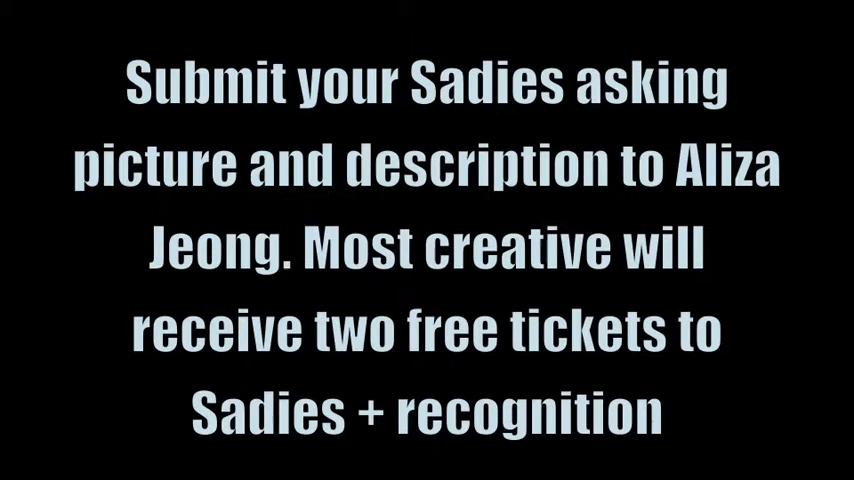 Submit your Sadies asking
picture and description to Aliza
Jeong. Most creative will
receive two free tickets to
Sadies + recognition